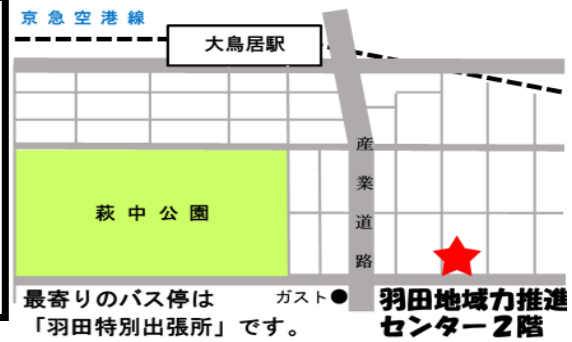 京急空港線
大鳥居駅
産業道路
萩中公園
最寄りのバス停は
「羽田特別出張所」です。
ガスト
羽田地域力推進
センター２階